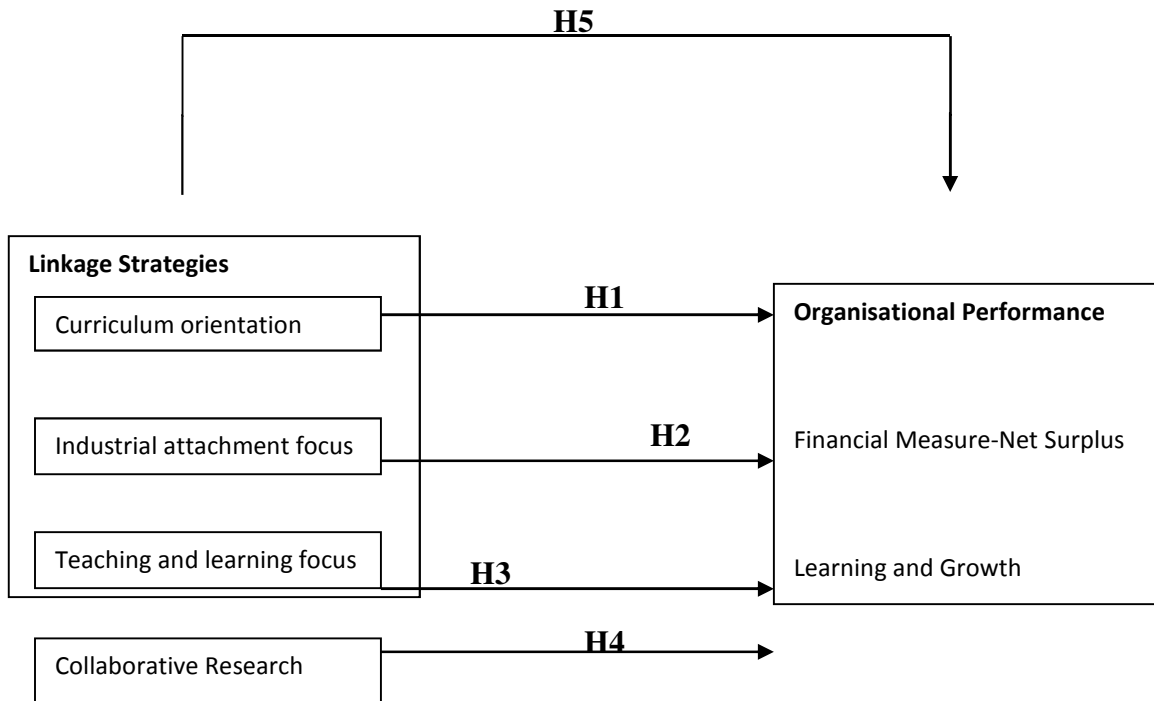 H5
Linkage Strategies
Curriculum orientation
H1
Organisational Performance
Industrial attachment focus
H2
Financial Measure-Net Surplus
Teaching and learning focus
H3
Learning and Growth
Collaborative Research
H4